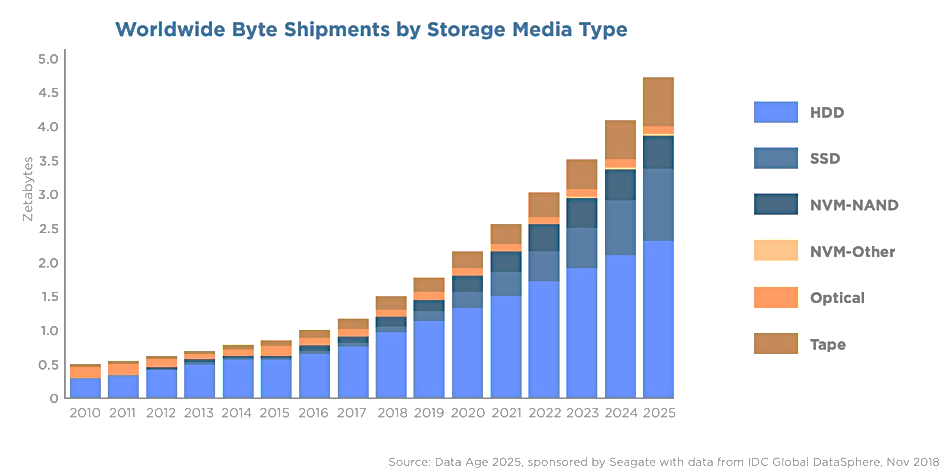 Worldwide Byte Shipments by Storage Media Type
Zetabytes
5.0
4.5
4.0
3.5
3.0
2.5
2.0
1.5
1.0
0.5
0
2010 2011 2012 2013 2014 2015 2016 2017 2018 2019 2020 2021 2022 2023 2024 2025
HDD
SSD
NVM-NAND
NVM-Other
Optical
Tape
Source: Data Age 2025, sponsored by Seagate with data from IDC Global DataSphere, Nov 2018